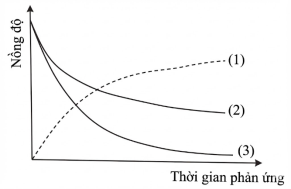 Nồng độ
(1)
(2)
(3)
Thời gian phản ứng